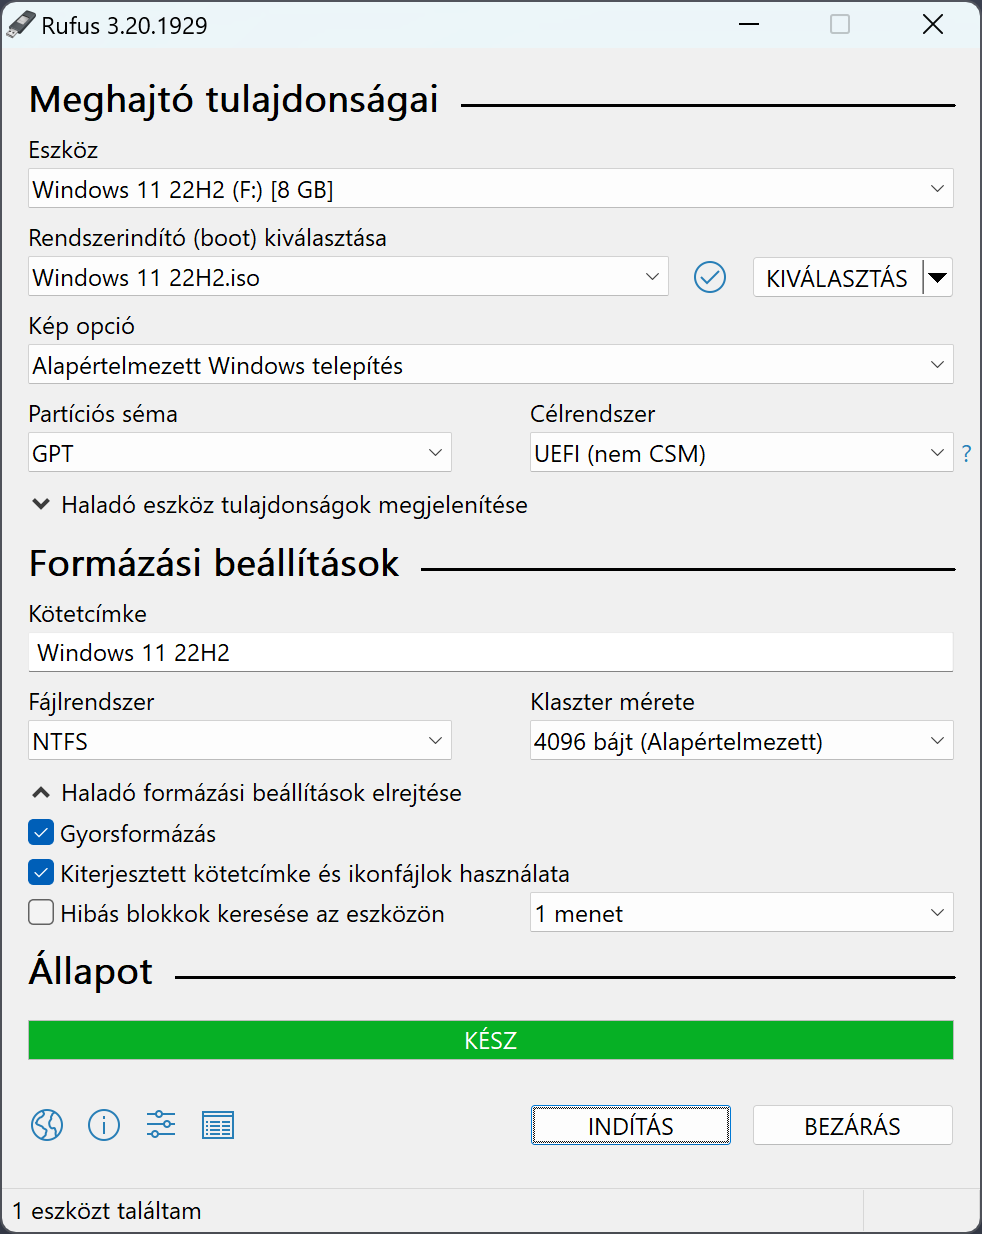 Rufus 3.20.1929
Meghajtó tulajdonságai
Eszköz
Windows 11 22H2 (F:) [8 GB]
Rendszerindító (boot) kiválasztása
Windows 11 22H2.iso
KIVÁLASZTÁS
Kép opció
Alapértelmezett Windows telepítés
Partíciós séma
Célrendszer
GPT
UEFI (nem CSM)
?
Haladó eszköz tulajdonságok megjelenítése
Formázási beállítások
Kötetcímke
Windows 11 22H2
Fájlrendszer
Klaszter mérete
NTFS
4096 bájt (Alapértelmezett)
Haladó formázási beállítások elrejtése
Gyorsformázás
Kiterjesztett kötetcímke és ikonfájlok használata
Hibás blokkok keresése az eszközön
1 menet
Állapot
KÉSZ
INDÍTÁS
BEZÁRÁS
1 eszközt találtam